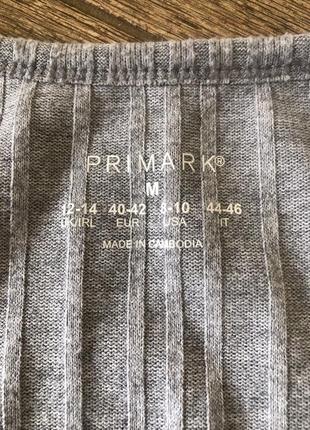 PRIMARK®
M
12-14 40-42 8-10 44-46
UK/IRL EUR USA IT
MADE IN CAMBODIA